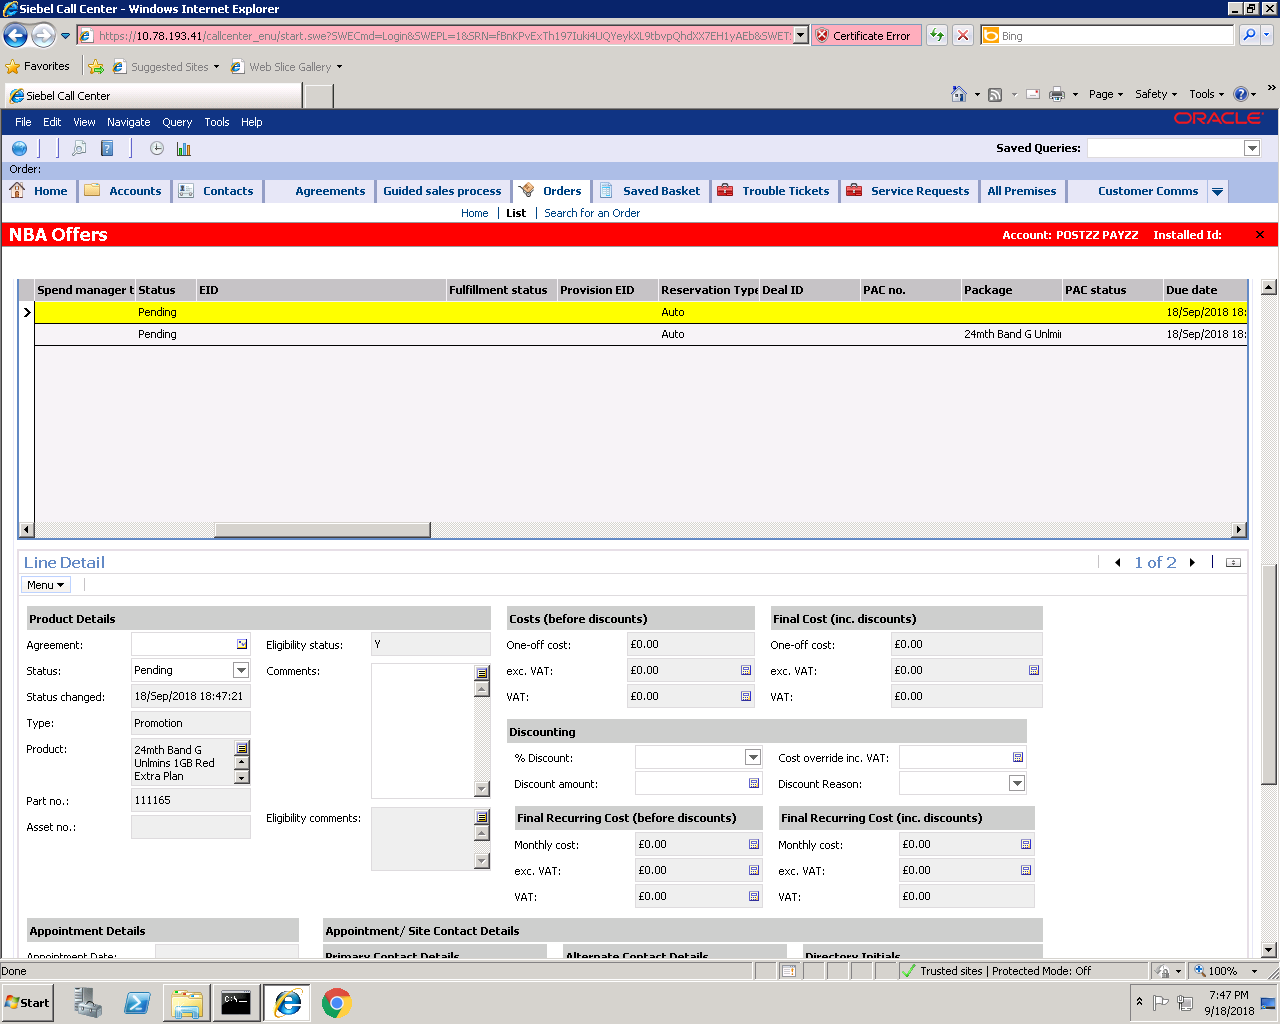 Siebel Call Center - Windows Internet Explorer
https://10.78.193.41/callcenter_enu/start.swe?SWECmd=Login&SWEPL=1&SRN=
Certificate Error
Bing
Favorites
Suggested Sites
Web Slice Gallery
Siebel Call Center
Page
Safety
Tools
File Edit View Navigate Query Tools Help
ORACLE
Saved Queries:
Order:
Home Accounts Contacts Agreements Guided sales process Orders Saved Basket Trouble Tickets Service Requests All Premises Customer Comms
Home | List | Search for an Order
NBA Offers
Account: POSTZZ PAYZZ Installed Id:
Spend manager t Status EID Fulfillment status Provision EID Reservation Type Deal ID PAC no. Package PAC status Due date
Pending Auto 18/Sep/2018 18:
Pending Auto 24mth Band G Unlmin 18/Sep/2018 18:
Line Detail
1 of 2
Menu
Product Details
Agreement:
Status: Pending
Status changed: 18/Sep/2018 18:47:21
Type: Promotion
Product: 24mth Band G
Unlmins 1GB Red
Extra Plan
Part no.: 111165
Asset no.:
Eligibility status: Y
Comments:
Eligibility comments:
Costs (before discounts)
One-off cost: £0.00
exc. VAT: £0.00
VAT: £0.00
Final Cost (inc. discounts)
One-off cost: £0.00
exc. VAT: £0.00
VAT: £0.00
Discounting
% Discount:
Cost override inc. VAT:
Discount amount:
Discount Reason:
Final Recurring Cost (before discounts)
Monthly cost: £0.00
exc. VAT: £0.00
VAT: £0.00
Final Recurring Cost (inc. discounts)
Monthly cost: £0.00
exc. VAT: £0.00
VAT: £0.00
Appointment Details
Appointment/ Site Contact Details
Appointment Date:
Primary Contact Details
Alternate Contact Details
Directory Initials
Done
Trusted sites | Protected Mode: Off
100%
Start
C:\.
7:47 PM
9/18/2018